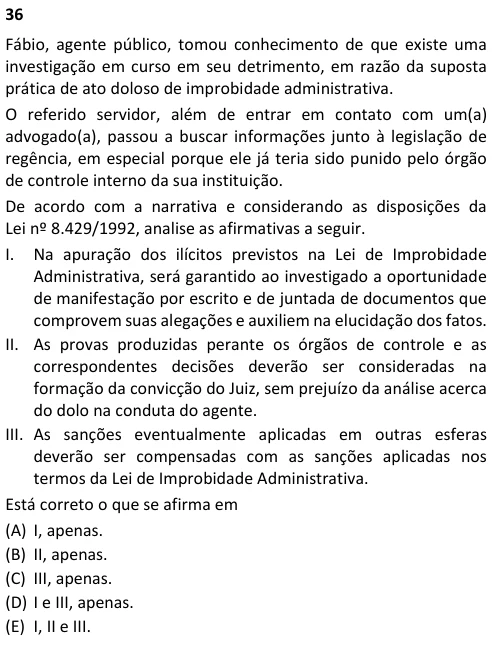 36
Fábio, agente público, tomou conhecimento de que existe uma
investigação em curso em seu detrimento, em razão da suposta
prática de ato doloso de improbidade administrativa.
O referido servidor, além de entrar em contato com um(a)
advogado(a), passou a buscar informações junto à legislação de
regência, em especial porque ele já teria sido punido pelo órgão
de controle interno da sua instituição.
De acordo com a narrativa e considerando as disposições da
Lei nº 8.429/1992, analise as afirmativas a seguir.
I. Na apuração dos ilícitos previstos na Lei de Improbidade
Administrativa, será garantido ao investigado a oportunidade
de manifestação por escrito e de juntada de documentos que
comprovem suas alegações e auxiliem na elucidação dos fatos.
II. As provas produzidas perante os órgãos de controle e as
correspondentes decisões deverão ser consideradas na
formação da convicção do Juiz, sem prejuízo da análise acerca
do dolo na conduta do agente.
III. As sanções eventualmente aplicadas em outras esferas
deverão ser compensadas com as sanções aplicadas nos
termos da Lei de Improbidade Administrativa.
Está correto o que se afirma em
(A) I, apenas.
(B) II, apenas.
(C) III, apenas.
(D) I e III, apenas.
(E) I, II e III.